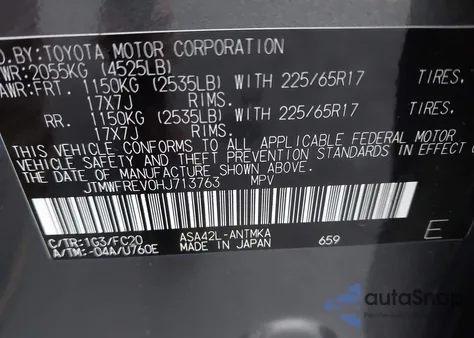 D.BY:TOYOTA MOTOR CORPORATION
WR:2055KG (4525LB)
AWR:FRT. 1150KG (2535LB) WITH 225/65R17 TIRES.
17X7J RIMS.
RR. 1150KG (2535LB) WITH 225/65R17 TIRES.
17X7J RIMS.
THIS VEHICLE CONFORMS TO ALL APPLICABLE FEDERAL MOTOR
VEHICLE SAFETY AND THEFT PREVENTION STANDARDS IN EFFECT
THE DATE OF MANUFACTURE SHOWN ABOVE.
JTMWFREV0HJ713763 MPV
C/TR:1G3/FC20 ASA42L-ANTMKA
A/TM:-04A/U760E MADE IN JAPAN 659 E
autaSnap